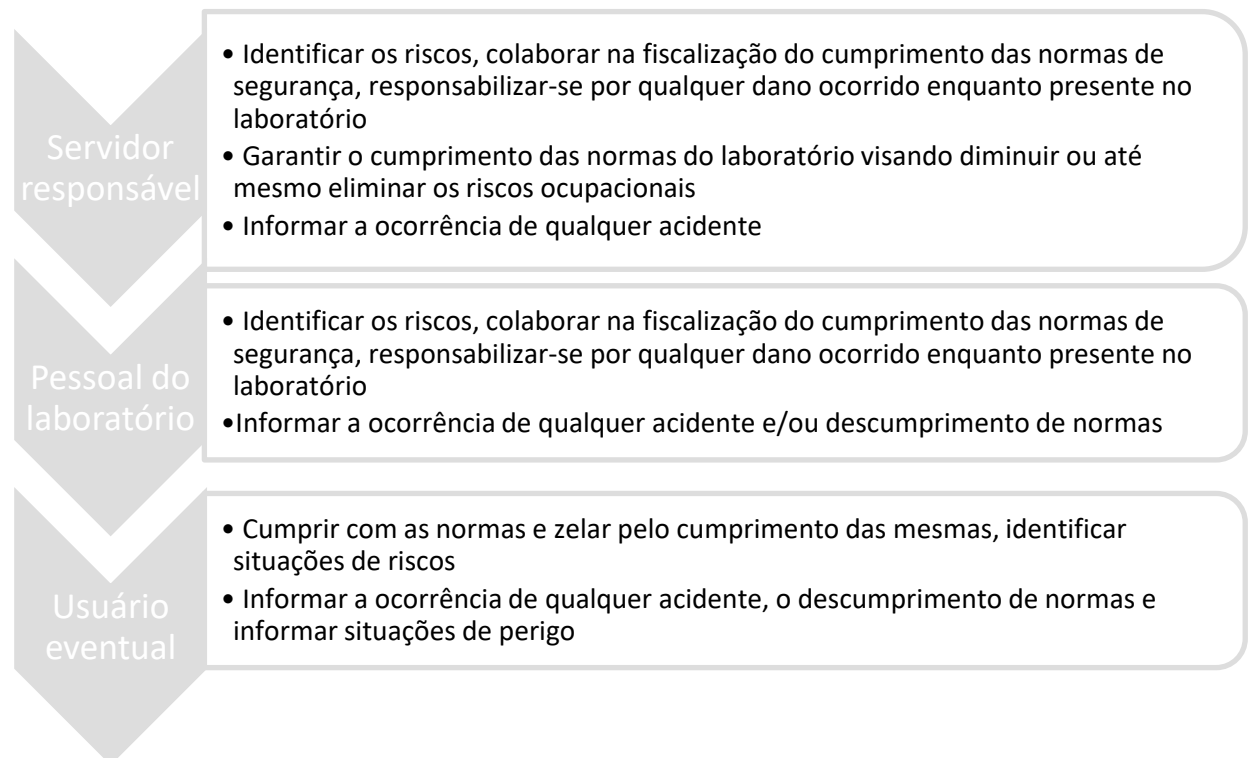 Servidor
responsável
• Identificar os riscos, colaborar na fiscalização do cumprimento das normas de
segurança, responsabilizar-se por qualquer dano ocorrido enquanto presente no
laboratório
• Garantir o cumprimento das normas do laboratório visando diminuir ou até
mesmo eliminar os riscos ocupacionais
• Informar a ocorrência de qualquer acidente
Pessoal do
laboratório
• Identificar os riscos, colaborar na fiscalização do cumprimento das normas de
segurança, responsabilizar-se por qualquer dano ocorrido enquanto presente no
laboratório
•Informar a ocorrência de qualquer acidente e/ou descumprimento de normas
Usuário
eventual
• Cumprir com as normas e zelar pelo cumprimento das mesmas, identificar
situações de riscos
• Informar a ocorrência de qualquer acidente, o descumprimento de normas e
informar situações de perigo